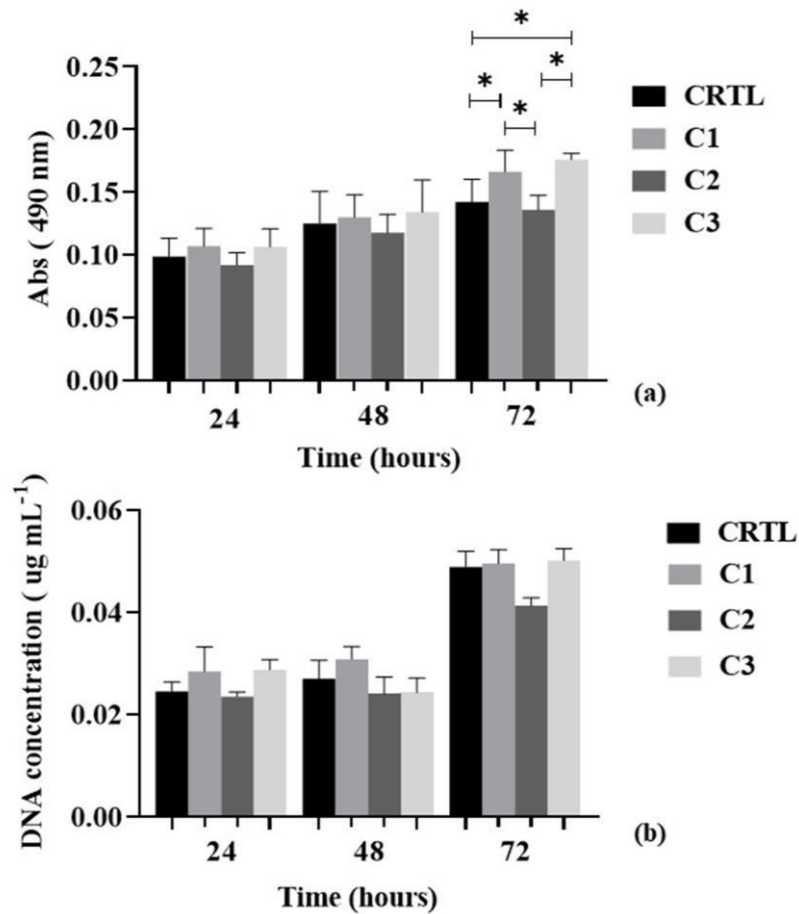 *
*
*
*
0.25
0.20
0.15
0.10
0.05
0.00
Abs ( 490 nm)
24
48
72
Time (hours)
CRTL
C1
C2
C3
(a)
0.06
0.04
0.02
0.00
DNA concentration ( ug mL⁻¹)
24
48
72
Time (hours)
CRTL
C1
C2
C3
(b)